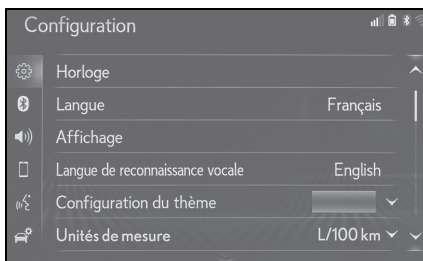 Configuration
Horloge
Langue Français
Affichage
Langue de reconnaissance vocale English
Configuration du thème
Unités de mesure L/100 km